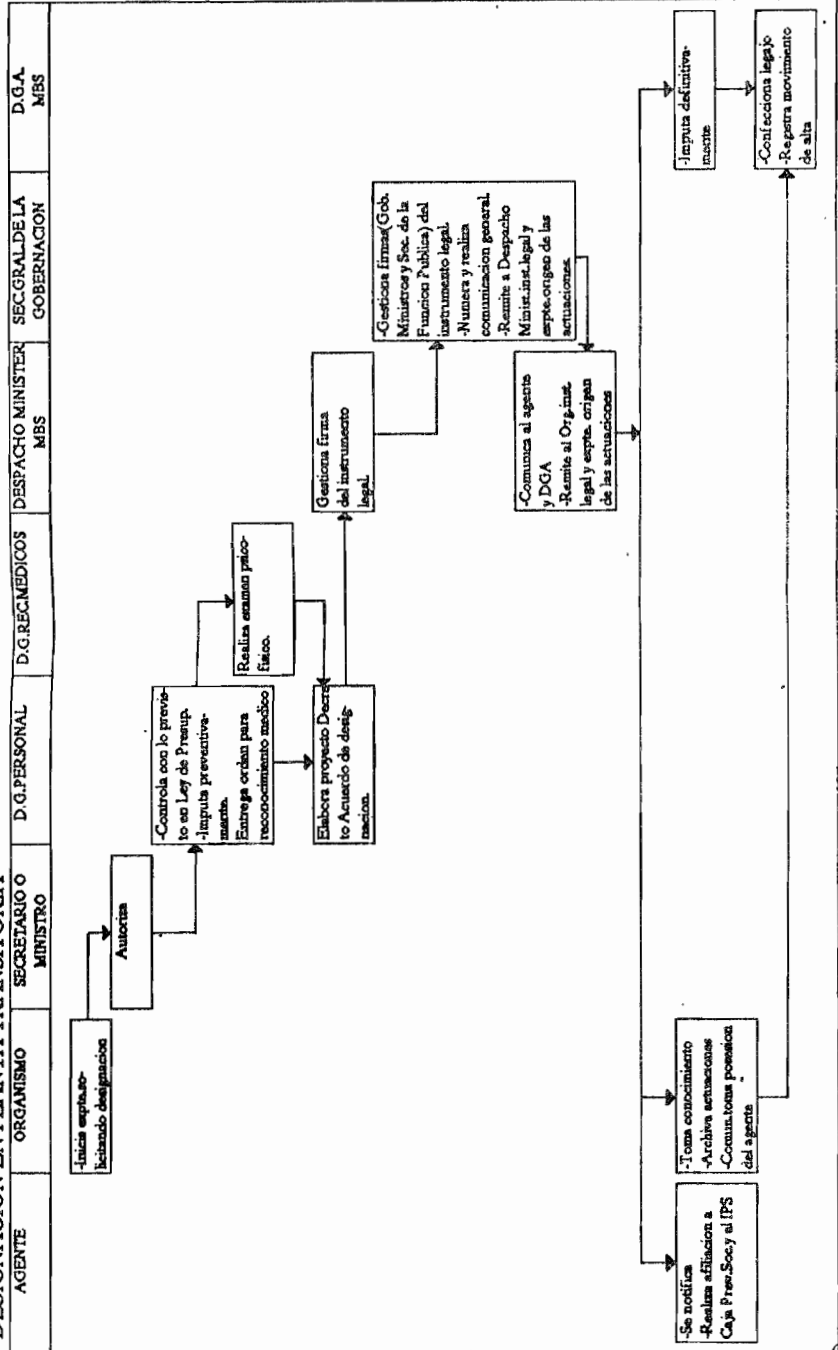 DESIGNACION EN PLANTA TRANSITORIA
AGENTE
ORGANISMO
SECRETARIO O
MINISTRO
D.G.PERSONAL
D.G.REC.MEDICOS
DESPACHO MINISTER
MBS
SEC.GRAL.DE LA
GOBERNACION
D.G.A.
MBS
-Inicia expte.so-
licitando designacion
Autoriza
-Controla con lo previs-
to en Ley de Presup.
-Imputa preventiva-
mente.
Entrega orden para
reconocimiento medico
Realiza examen psico-
fisico.
Elabora proyecto Decre
to Acuerdo de desig-
nacion.
Gestiona firma
del instrumento
legal.
-Gestiona firmas(Gob.
Ministros y Sec. de la
Funcion Publica) del
instrumento legal.
-Numera y realiza
comunicacion general.
-Remite a Despacho
Minist.inst.legal y
expte.origen de las
actuaciones.
-Comunica al agente
y DGA
-Remite al Org.inst.
legal y expte. origen
de las actuaciones
-Se notifica
-Realiza afiliacion a
Caja Prev.Soc.y al IPS
-Toma conocimiento
-Archiva actuaciones
-Comun.toma posesion
del agente
-Imputa definitiva-
mente
-Confecciona legajo
-Registra movimiento
de alta